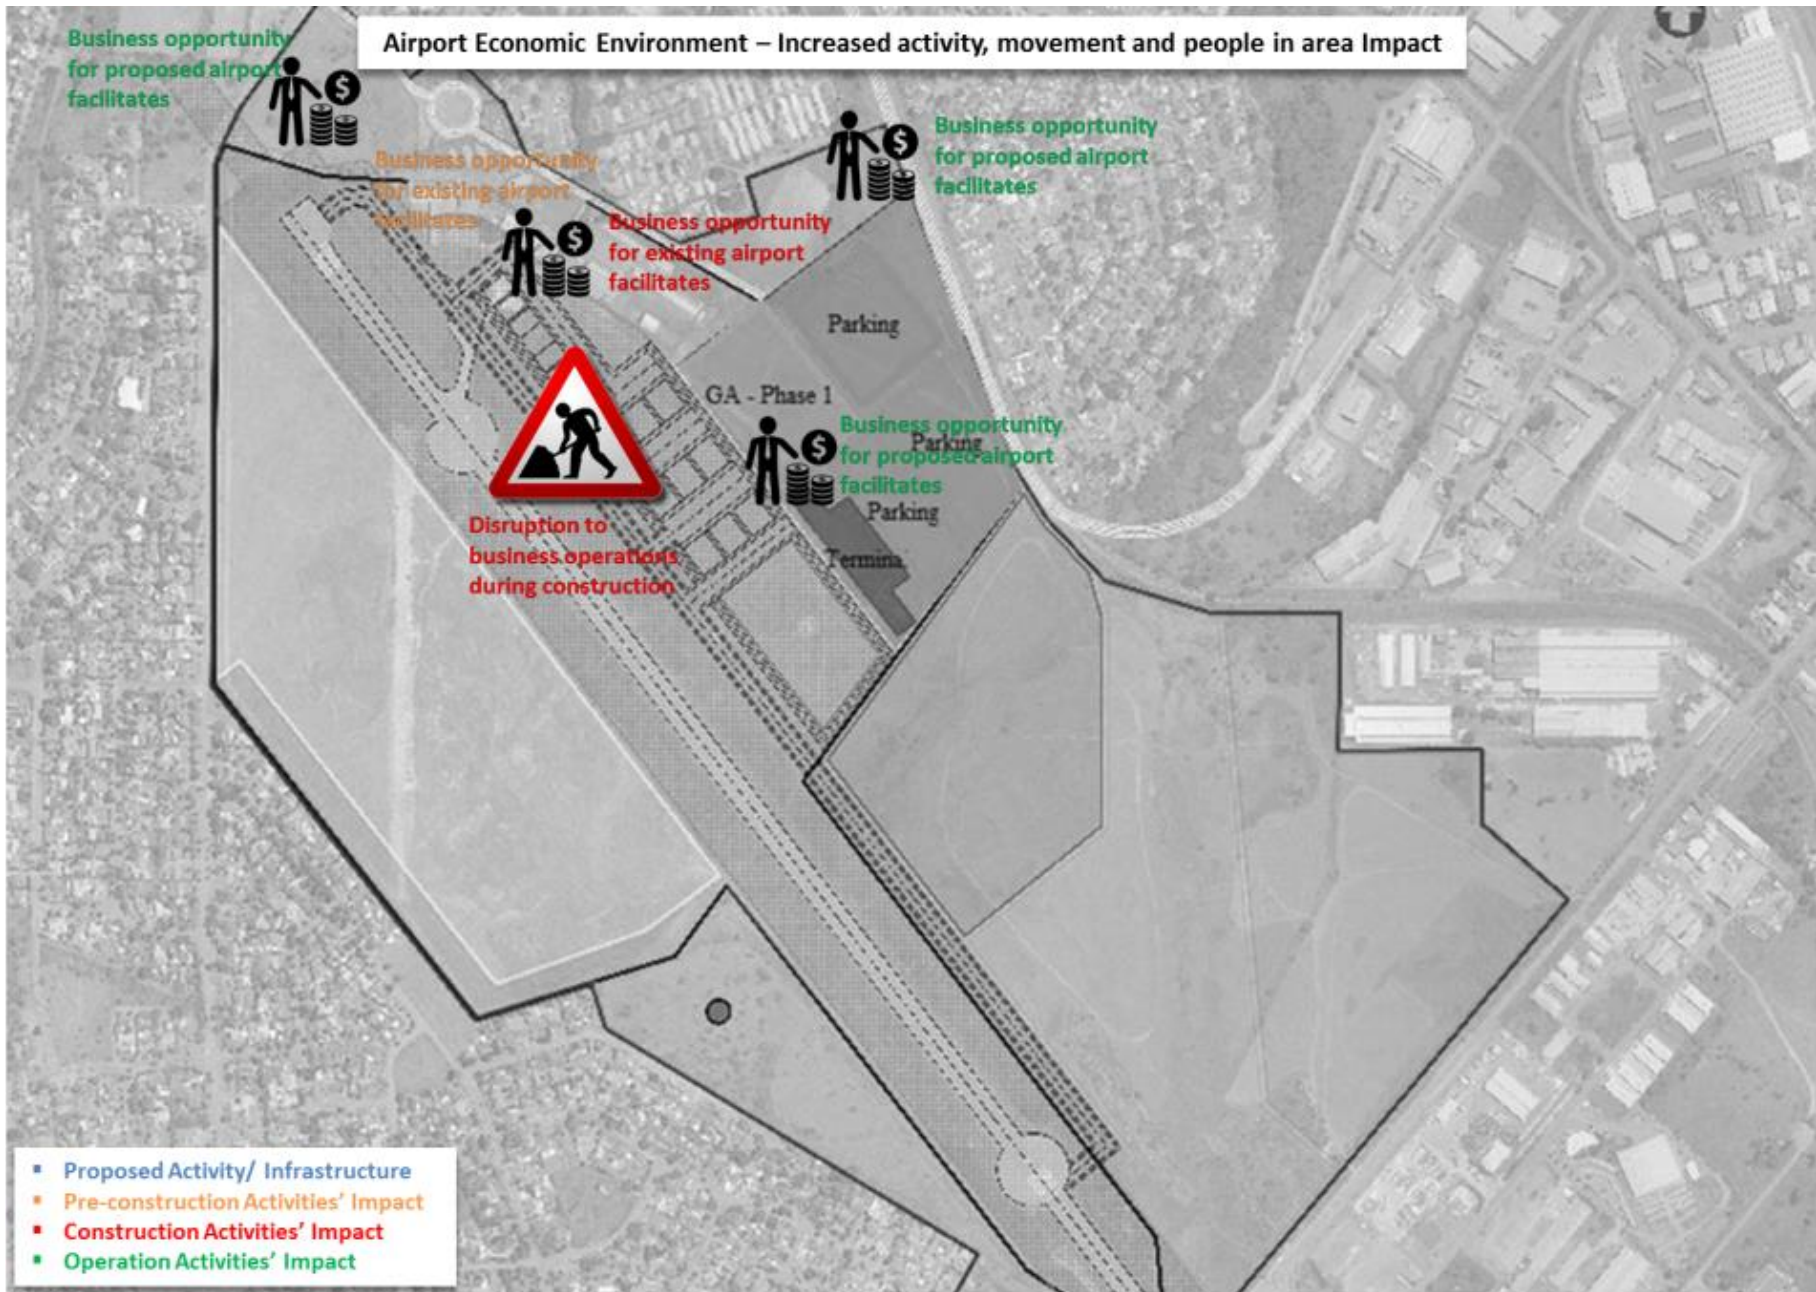 Airport Economic Environment – Increased activity, movement and people in area Impact
Business opportunity
for proposed airport
facilitates
Business opportunity
for existing airport
facilitates
Business opportunity
for proposed airport
facilitates
Business opportunity
for existing airport
facilitates
Parking
GA - Phase 1
Business opportunity
for proposed airport
facilitates
Parking
Parking
Termina
Disruption to
business operations
during construction
Proposed Activity/ Infrastructure
Pre-construction Activities' Impact
Construction Activities' Impact
Operation Activities' Impact